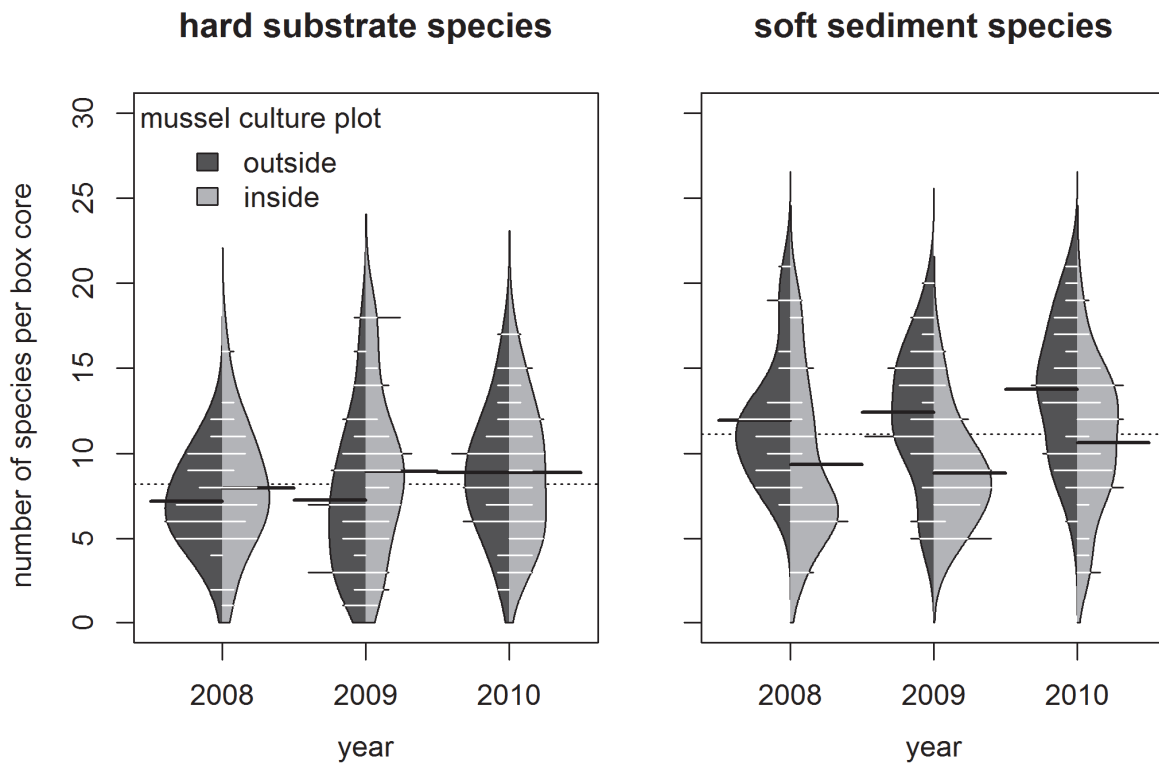 hard substrate species
soft sediment species
number of species per box core
30
25
20
15
10
5
0
mussel culture plot
outside
inside
2008
2009
2010
year
2008
2009
2010
year